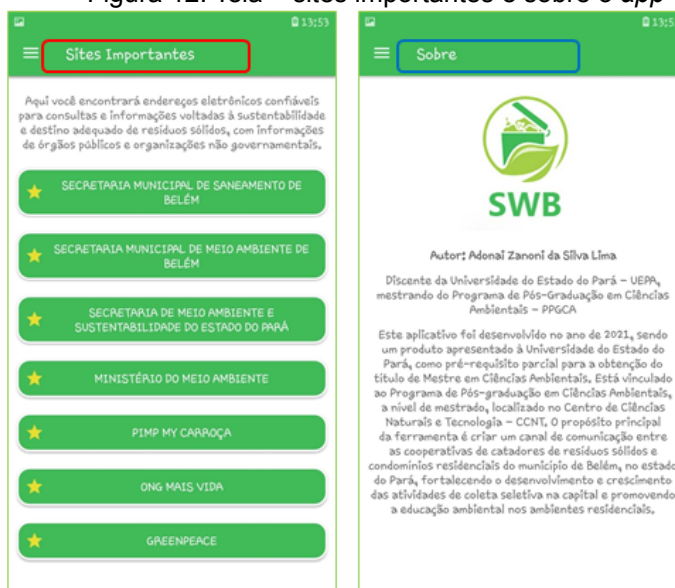 Sites Importantes
Aqui você encontrará endereços eletrônicos confiáveis
para consultas e informações voltadas à sustentabilidade
e destino adequado de resíduos sólidos, com informações
de órgãos públicos e organizações não governamentais.
SECRETARIA MUNICIPAL DE SANEAMENTO DE
BELÉM
SECRETARIA MUNICIPAL DE MEIO AMBIENTE DE
BELÉM
SECRETARIA DE MEIO AMBIENTE E
SUSTENTABILIDADE DO ESTADO DO PARÁ
MINISTÉRIO DO MEIO AMBIENTE
PIMP MY CARROÇA
ONG MAIS VIDA
GREENPEACE
13:53
Sobre
SWB
Autor: Adonai Zanoni da Silva Lima
Discente da Universidade do Estado do Pará – UEPA,
mestrando do Programa de Pós-Graduação em Ciências
Ambientais – PPGCA
Este aplicativo foi desenvolvido no ano de 2021, sendo
um produto apresentado à Universidade do Estado do
Pará, como pré-requisito parcial para a obtenção do
título de Mestre em Ciências Ambientais. Está vinculado
ao Programa de Pós-graduação em Ciências Ambientais,
a nível de mestrado, localizado no Centro de Ciências
Naturais e Tecnologia – CCNT. O propósito principal
da ferramenta é criar um canal de comunicação entre
as cooperativas de catadores de resíduos sólidos e
condomínios residenciais do município de Belém, no estado
do Pará, fortalecendo o desenvolvimento e crescimento
das atividades de coleta seletiva na capital e promovendo
a educação ambiental nos ambientes residenciais.